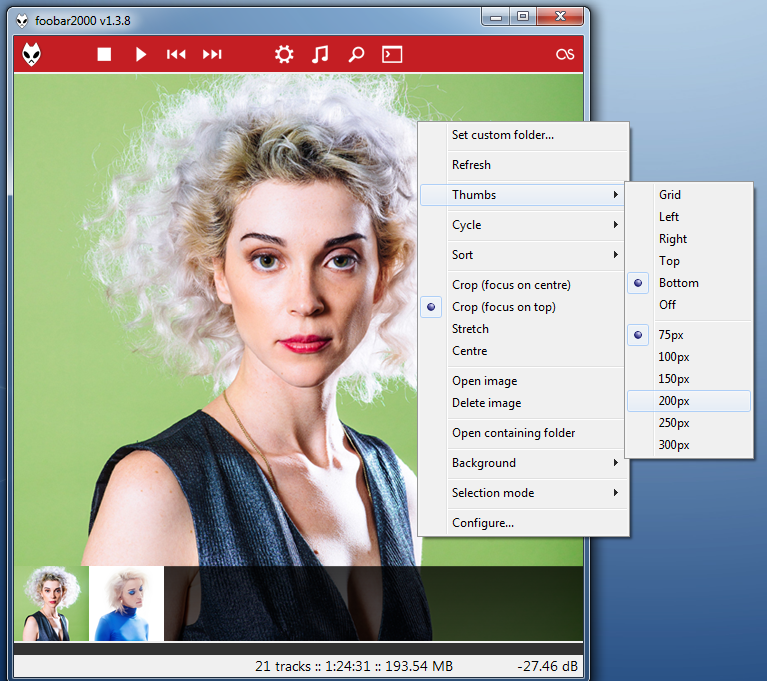 foobar2000 v1.3.8
Set custom folder...
Refresh
Thumbs
Cycle
Sort
Crop (focus on centre)
Crop (focus on top)
Stretch
Centre
Open image
Delete image
Open containing folder
Background
Selection mode
Configure...
Grid
Left
Right
Top
Bottom
Off
75px
100px
150px
200px
250px
300px
21 tracks :: 1:24:31 :: 193.54 MB
-27.46 dB